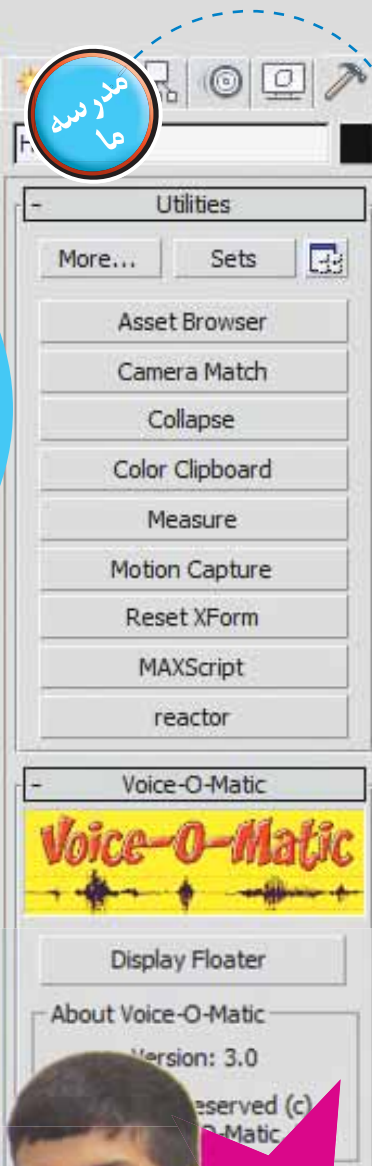 مدرسه
ما
H
- Utilities
More... Sets
Asset Browser
Camera Match
Collapse
Color Clipboard
Measure
Motion Capture
Reset XForm
MAXScript
reactor
- Voice-O-Matic
Voice-O-Matic
Display Floater
About Voice-O-Matic
Version: 3.0
eserved (c)
O-Matic